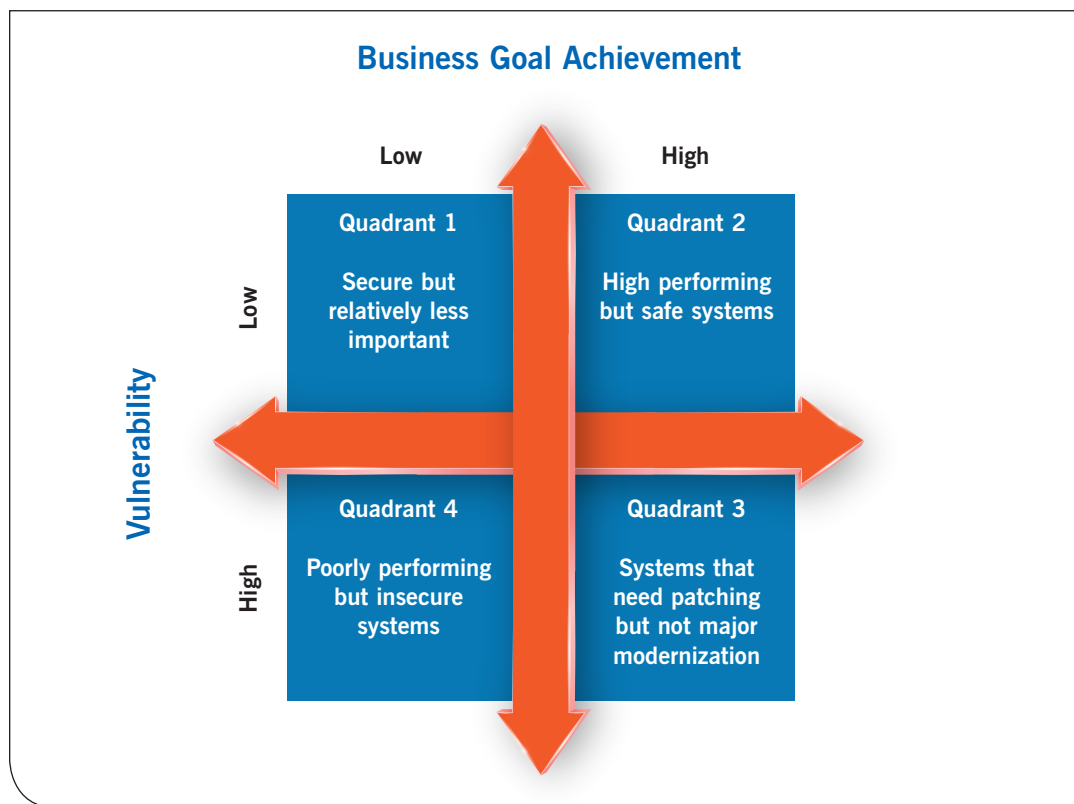 Business Goal Achievement
Low
High
Quadrant 1
Secure but
relatively less
important
Quadrant 2
High performing
but safe systems
Low
Vulnerability
High
Quadrant 4
Poorly performing
but insecure
systems
Quadrant 3
Systems that
need patching
but not major
modernization